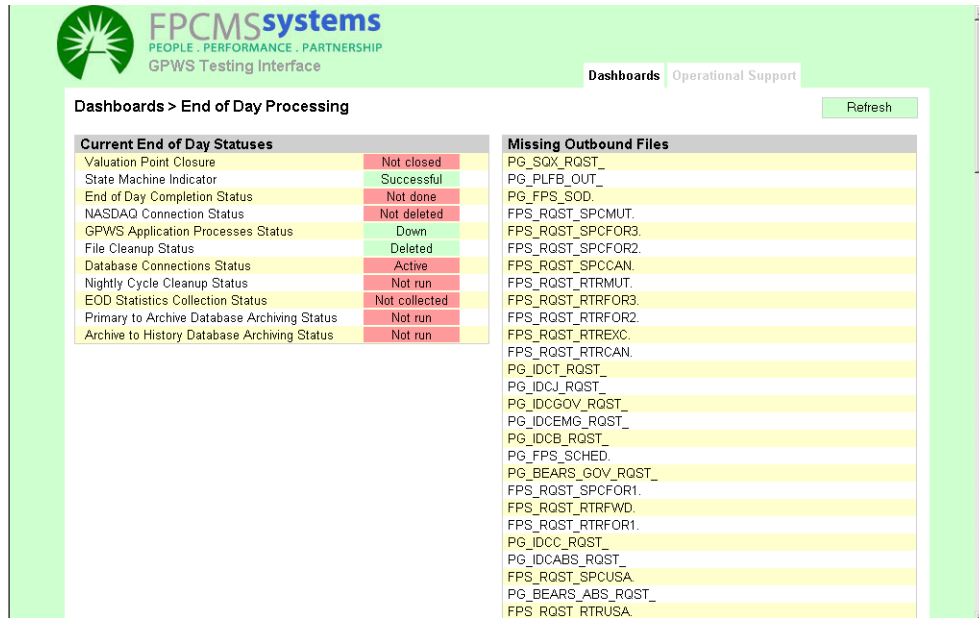 FPCMSsystems
PEOPLE . PERFORMANCE . PARTNERSHIP
GPWS Testing Interface
Dashboards Operational Support
Dashboards > End of Day Processing
Refresh
Current End of Day Statuses
Valuation Point Closure Not closed
State Machine Indicator Successful
End of Day Completion Status Not done
NASDAQ Connection Status Not deleted
GPWS Application Processes Status Down
File Cleanup Status Deleted
Database Connections Status Active
Nightly Cycle Cleanup Status Not run
EOD Statistics Collection Status Not collected
Primary to Archive Database Archiving Status Not run
Archive to History Database Archiving Status Not run
Missing Outbound Files
PG_SQX_RQST_
PG_PLFB_OUT_
PG_FPS_SOD.
FPS_RQST_SPCMUT.
FPS_RQST_SPCFOR3.
FPS_RQST_SPCFOR2.
FPS_RQST_SPCCAN.
FPS_RQST_RTRMUT.
FPS_RQST_RTRFOR3.
FPS_RQST_RTRFOR2.
FPS_RQST_RTREXC.
FPS_RQST_RTRCAN.
PG_IDCT_RQST_
PG_IDCJ_RQST_
PG_IDCGOV_RQST_
PG_IDCEMG_RQST_
PG_IDCB_RQST_
PG_FPS_SCHED.
PG_BEARS_GOV_RQST_
FPS_RQST_SPCFOR1.
FPS_RQST_RTRFWD.
FPS_RQST_RTRFOR1.
PG_IDCC_RQST_
PG_IDCABS_RQST_
FPS_RQST_SPCUSA.
PG_BEARS_ABS_RQST_
FPS_RQST_RTRUSA.